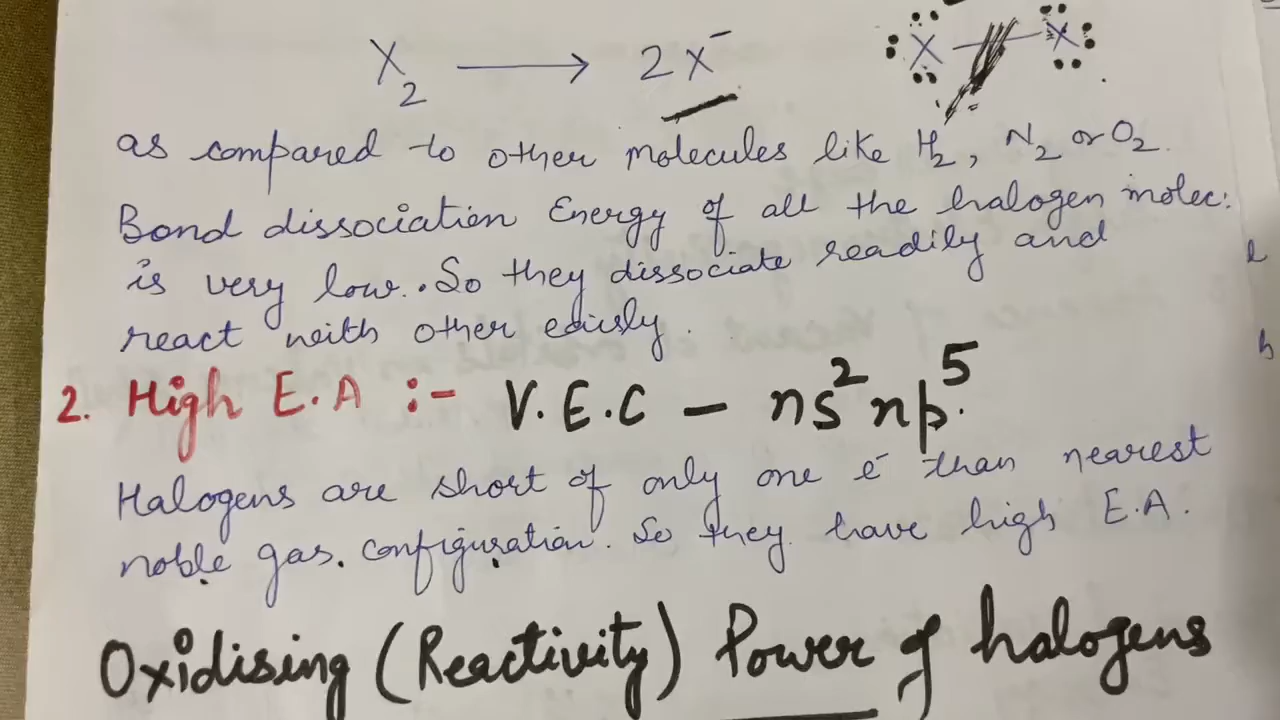 X₂ ⟶ 2X⁻ X — X
as compared to other molecules like H₂, N₂ or O₂.
Bond dissociation Energy of all the halogen molec:
is very low. So they dissociate readily and
react with other easily.
2. High E.A :- V.E.C – ns² np⁵
Halogens are short of only one e⁻ than nearest
noble gas configuration. So they have high E.A.
Oxidising (Reactivity) Power of halogens